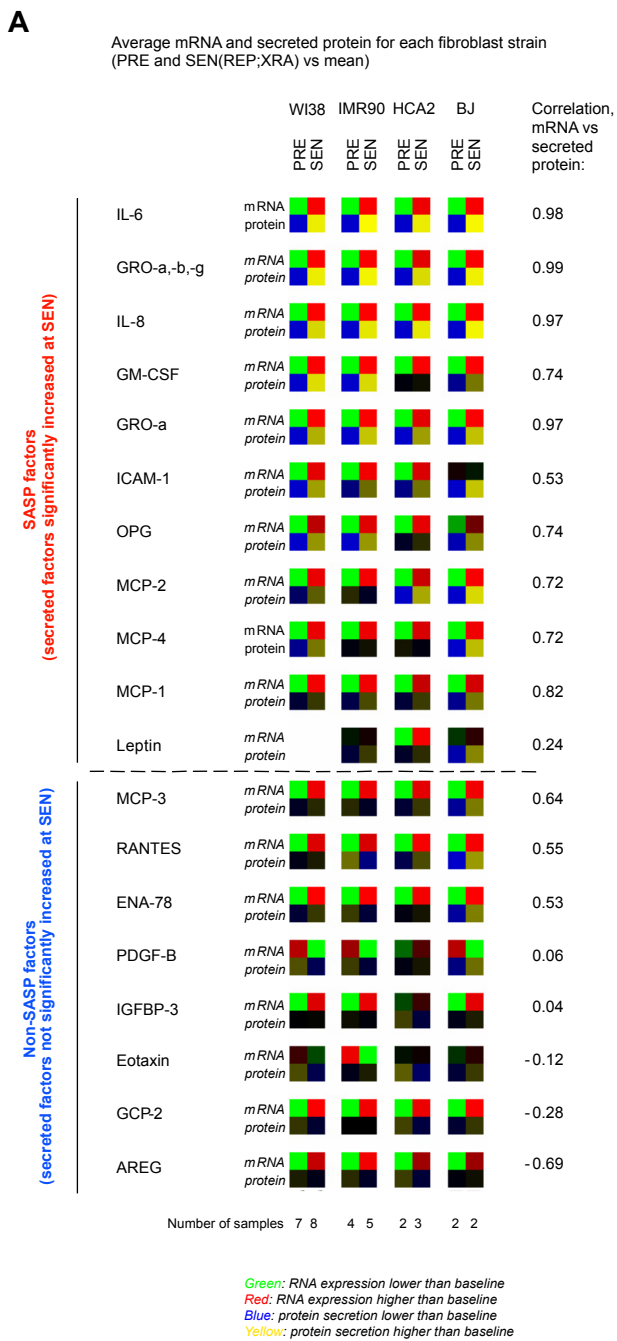 A
Average mRNA and secreted protein for each fibroblast strain
(PRE and SEN(REP;XRA) vs mean)
WI38 IMR90 HCA2 BJ
Correlation,
mRNA vs
secreted
protein:
PRE SEN PRE SEN PRE SEN PRE SEN
SASP factors
(secreted factors significantly increased at SEN)
IL-6 mRNA 0.98
protein
GRO-a,-b,-g mRNA 0.99
protein
IL-8 mRNA 0.97
protein
GM-CSF mRNA 0.74
protein
GRO-a mRNA 0.97
protein
ICAM-1 mRNA 0.53
protein
OPG mRNA 0.74
protein
MCP-2 mRNA 0.72
protein
MCP-4 mRNA 0.72
protein
MCP-1 mRNA 0.82
protein
Leptin mRNA 0.24
protein
Non-SASP factors
(secreted factors not significantly increased at SEN)
MCP-3 mRNA 0.64
protein
RANTES mRNA 0.55
protein
ENA-78 mRNA 0.53
protein
PDGF-B mRNA 0.06
protein
IGFBP-3 mRNA 0.04
protein
Eotaxin mRNA -0.12
protein
GCP-2 mRNA -0.28
protein
AREG mRNA -0.69
protein
Number of samples 7 8 4 5 2 3 2 2
Green: RNA expression lower than baseline
Red: RNA expression higher than baseline
Blue: protein secretion lower than baseline
Yellow: protein secretion higher than baseline